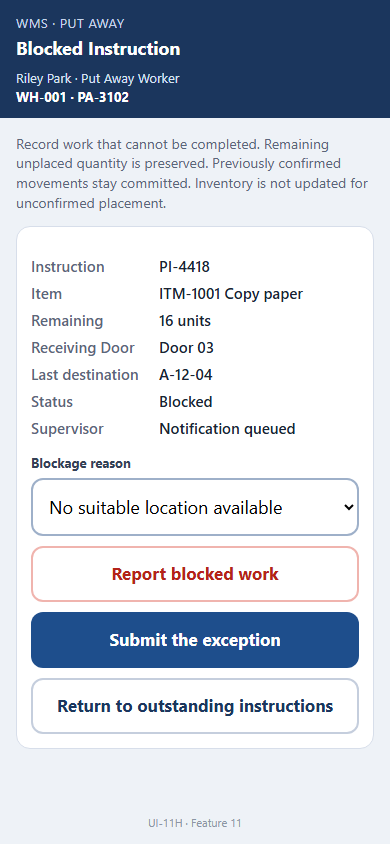 WMS · PUT AWAY
Blocked Instruction
Riley Park · Put Away Worker
WH-001 · PA-3102
Record work that cannot be completed. Remaining
unplaced quantity is preserved. Previously confirmed
movements stay committed. Inventory is not updated for
unconfirmed placement.
Instruction PI-4418
Item ITM-1001 Copy paper
Remaining 16 units
Receiving Door Door 03
Last destination A-12-04
Status Blocked
Supervisor Notification queued
Blockage reason
No suitable location available
Report blocked work
Submit the exception
Return to outstanding instructions
UI-11H · Feature 11